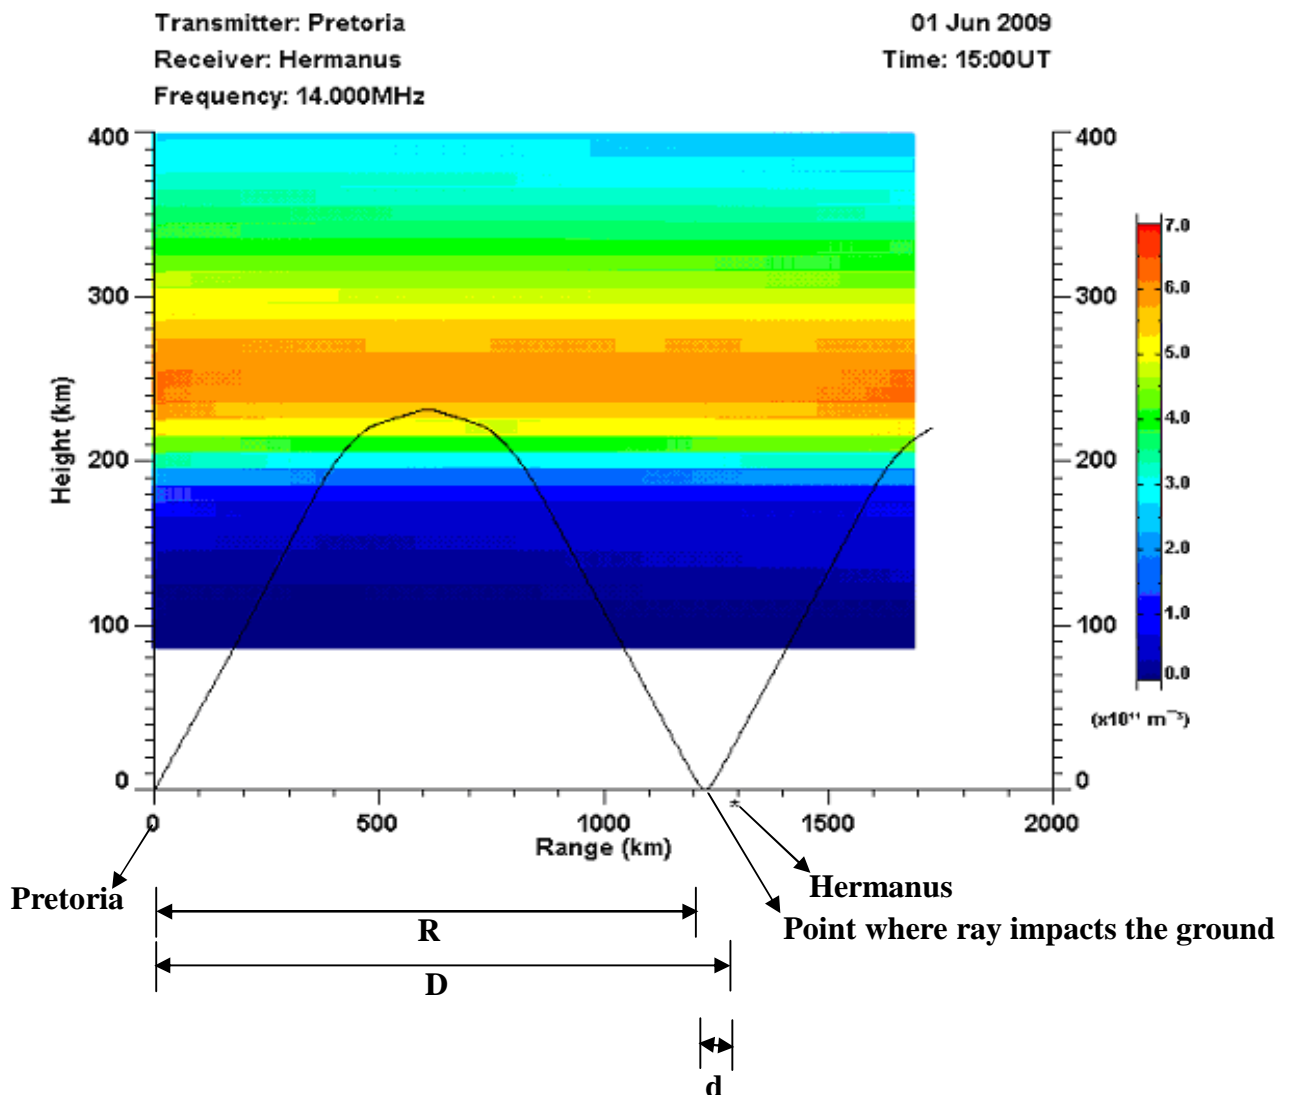 Transmitter: Pretoria
01 Jun 2009
Receiver: Hermanus
Time: 15:00UT
Frequency: 14.000MHz
400
300
200
100
0
Height (km)
400
300
200
100
0
7.0
6.0
5.0
4.0
3.0
2.0
1.0
0.0
(x10¹¹ m⁻³)
0
500
1000
1500
2000
*
Range (km)
Pretoria
Hermanus
Point where ray impacts the ground
R
D
d